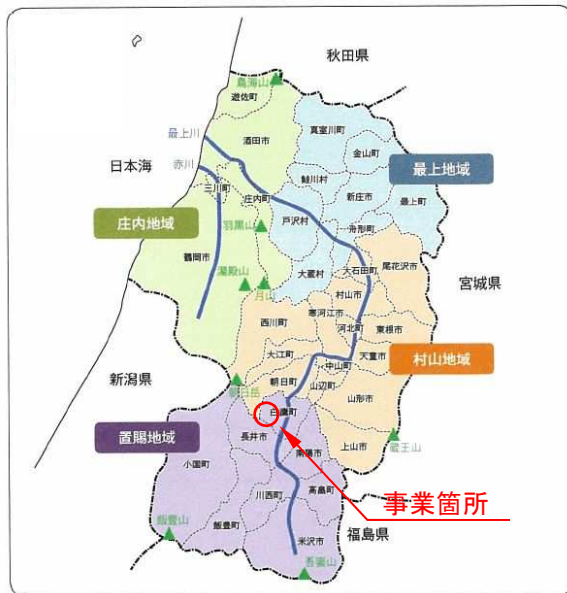 秋田県
鳥海山
遊佐町
最上川
酒田市
真室川町
金山町
日本海
赤川
最上地域
三川町
鮭川村
新庄市
最上町
庄内地域
庄内町
羽黒山
戸沢村
舟形町
鶴岡市
大蔵村
大石田町
尾花沢市
湯殿山
月山
村山市
宮城県
西川町
寒河江市
河北町
東根市
大江町
中山町
天童市
村山地域
新潟県
朝日岳
朝日町
山辺町
山形市
白鷹町
置賜地域
長井市
南陽市
上山市
蔵王山
小国町
川西町
高畠町
事業箇所
飯豊山
飯豊町
福島県
米沢市
吾妻山